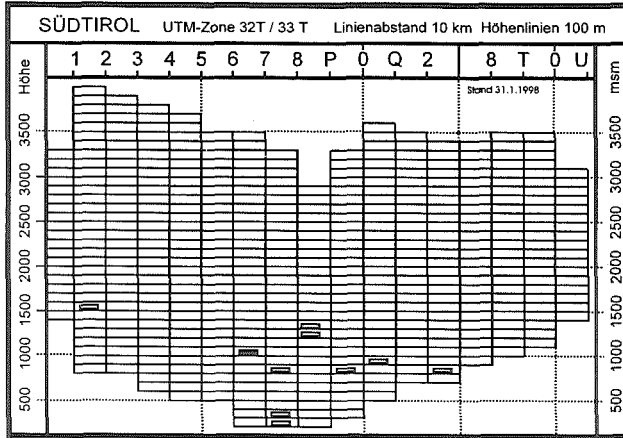 SÜDTIROL UTM-Zone 32T / 33 T Linienabstand 10 km Höhenlinien 100 m
Höhe 1 2 3 4 5 6 7 8 P 0 Q 2 8 T 0 U msm
Stand 31.1.1998
3500 3500
3000 3000
2500 2500
2000 2000
1500 1500
1000 1000
500 500